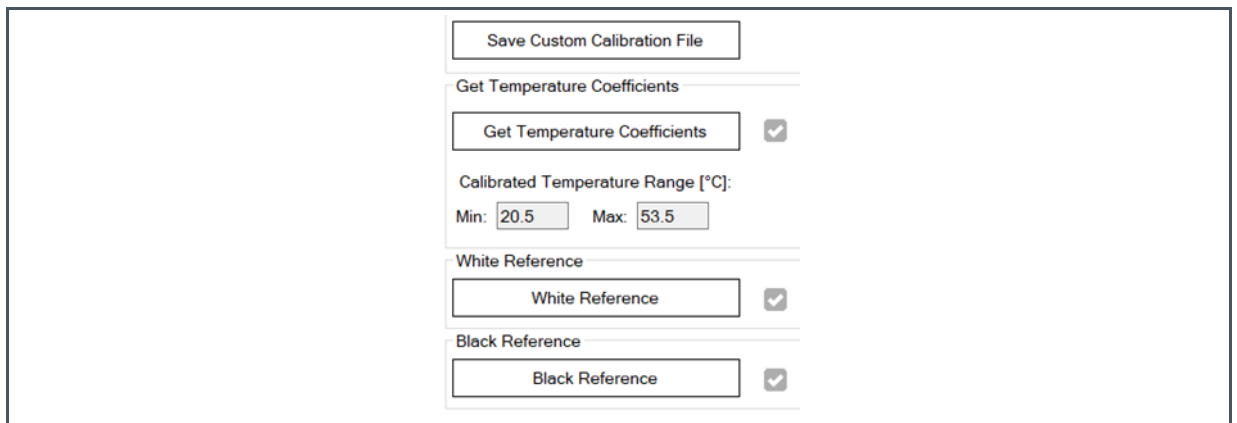 Save Custom Calibration File
Get Temperature Coefficients
Get Temperature Coefficients
Calibrated Temperature Range [°C]:
Min: 20.5 Max: 53.5
White Reference
White Reference
Black Reference
Black Reference